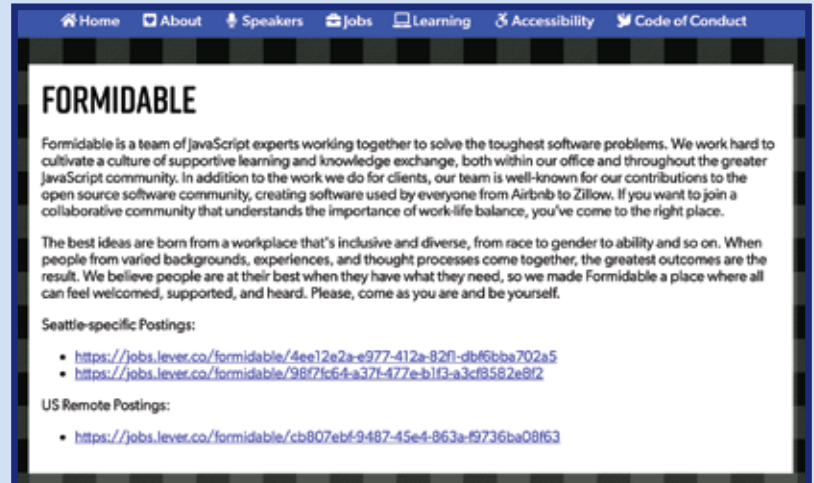 Home About Speakers Jobs Learning Accessibility Code of Conduct
FORMIDABLE
Formidable is a team of JavaScript experts working together to solve the toughest software problems. We work hard to
cultivate a culture of supportive learning and knowledge exchange, both within our office and throughout the greater
JavaScript community. In addition to the work we do for clients, our team is well-known for our contributions to the
open source software community, creating software used by everyone from Airbnb to Zillow. If you want to join a
collaborative community that understands the importance of work-life balance, you've come to the right place.
The best ideas are born from a workplace that's inclusive and diverse, from race to gender to ability and so on. When
people from varied backgrounds, experiences, and thought processes come together, the greatest outcomes are the
result. We believe people are at their best when they have what they need, so we made Formidable a place where all
can feel welcomed, supported, and heard. Please, come as you are and be yourself.
Seattle-specific Postings:
• https://jobs.lever.co/formidable/4ee12e2a-e977-412a-82f1-dbf6bba702a5
• https://jobs.lever.co/formidable/98f7fc64-a37f-477e-b1f3-a3cf8582e8f2
US Remote Postings:
• https://jobs.lever.co/formidable/cb807ebf-9487-45e4-863a-f9736ba08f63